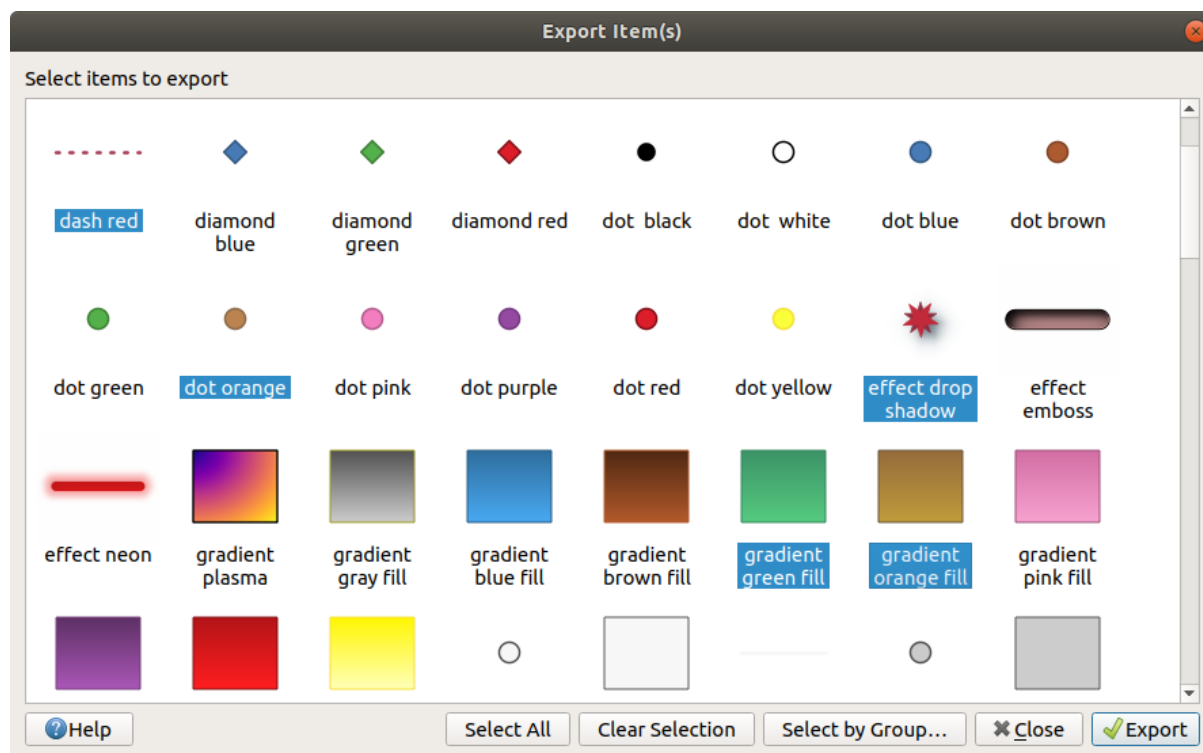 Export Item(s)
Select items to export
dash red
diamond
blue
diamond
green
diamond red
dot  black
dot  white
dot blue
dot brown
dot green
dot orange
dot pink
dot purple
dot red
dot yellow
effect drop
shadow
effect
emboss
effect neon
gradient
plasma
gradient
gray fill
gradient
blue fill
gradient
brown fill
gradient
green fill
gradient
orange fill
gradient
pink fill
Help
Select All
Clear Selection
Select by Group...
Close
Export